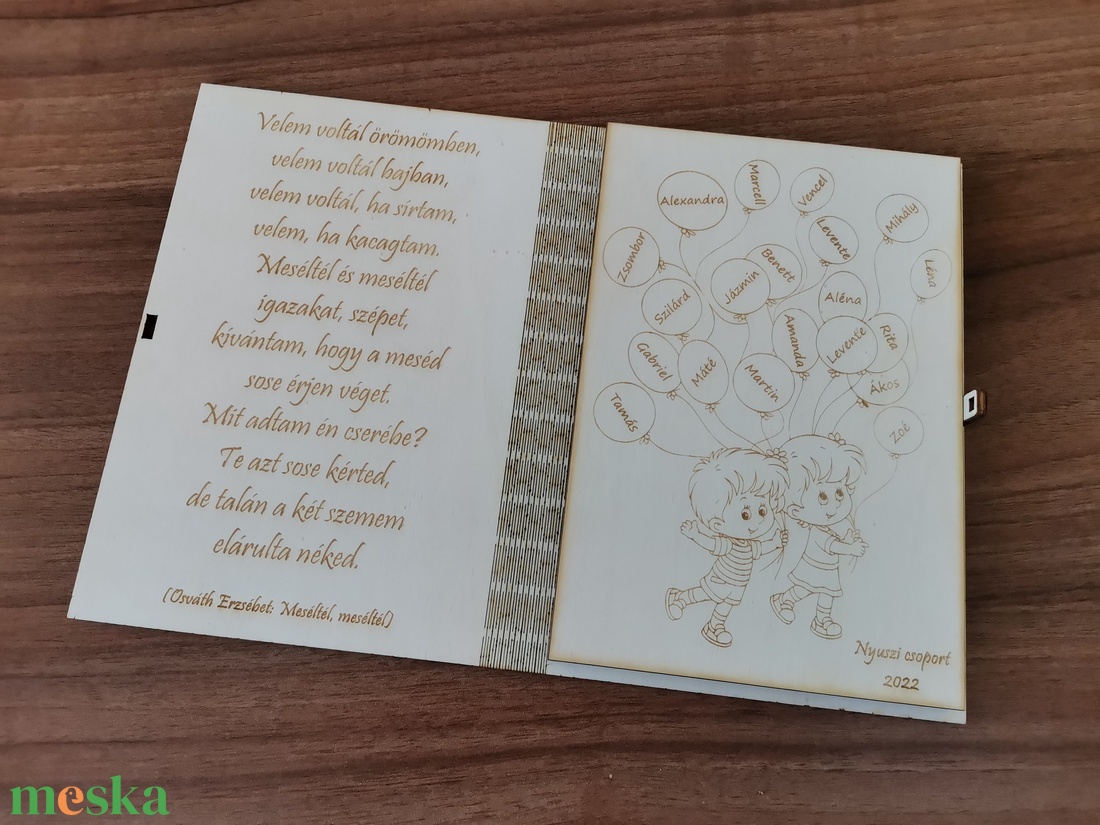 Velem voltál örömömben,
velem voltál bajban,
velem voltál, ha sírtam,
velem, ha kacagtam.
Meséltél és meséltél
igazakat, szépet,
kívántam, hogy a meséd
sose érjen véget.
Mit adtam én cserébe?
Te azt sose kérted,
de talán a két szemem
elárulta néked.
(Osváth Erzsébet: Meséltél, meséltél)
Marcell
Vencel
Alexandra
Mihály
Levente
Zsombor
Benett
Léna
Jázmin
Szilárd
Aléna
Amanda
Levente
Rita
Gabriel
Máté
Martin
Ákos
Tamás
Zoé
Nyuszi csoport
2022
meska